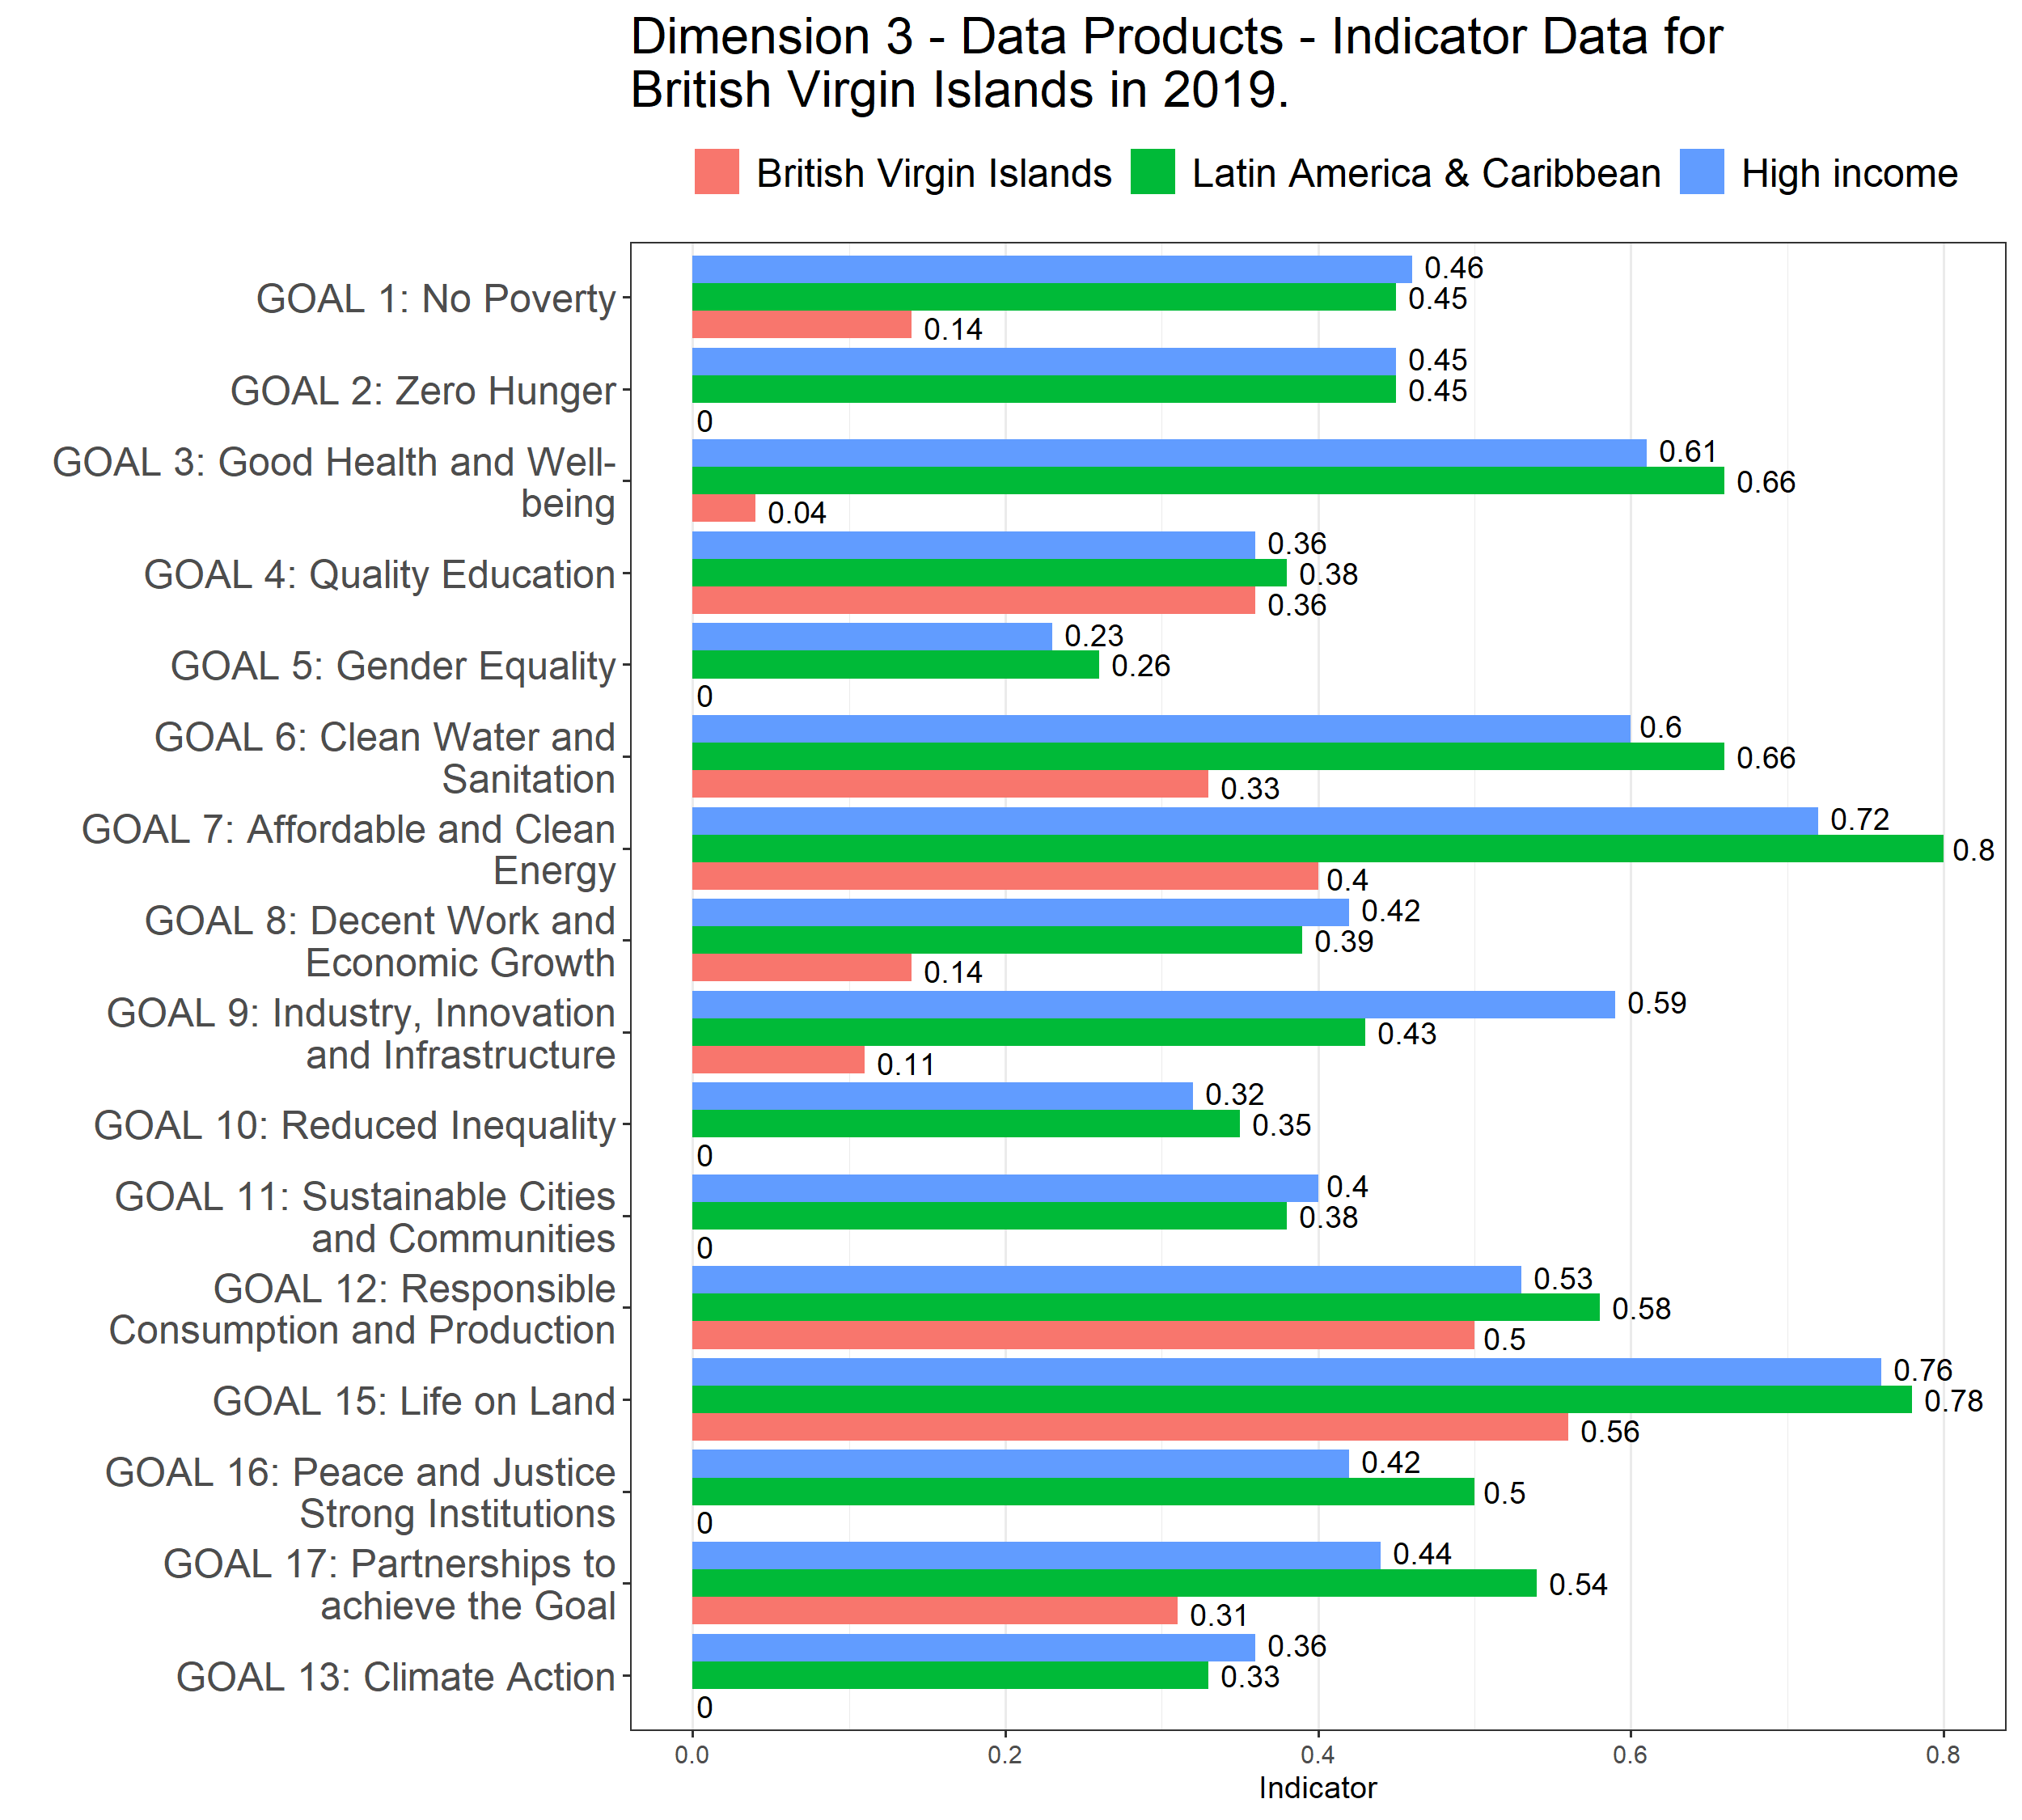 Dimension 3 - Data Products - Indicator Data for
British Virgin Islands in 2019.
British Virgin Islands
Latin America & Caribbean
High income
GOAL 1: No Poverty
0.46
0.45
0.14
GOAL 2: Zero Hunger
0.45
0.45
0
GOAL 3: Good Health and Well-
being
0.61
0.66
0.04
GOAL 4: Quality Education
0.36
0.38
0.36
GOAL 5: Gender Equality
0.23
0.26
0
GOAL 6: Clean Water and
Sanitation
0.6
0.66
0.33
GOAL 7: Affordable and Clean
Energy
0.72
0.8
0.4
GOAL 8: Decent Work and
Economic Growth
0.42
0.39
0.14
GOAL 9: Industry, Innovation
and Infrastructure
0.59
0.43
0.11
GOAL 10: Reduced Inequality
0.32
0.35
0
GOAL 11: Sustainable Cities
and Communities
0.4
0.38
0
GOAL 12: Responsible
Consumption and Production
0.53
0.58
0.5
GOAL 15: Life on Land
0.76
0.78
0.56
GOAL 16: Peace and Justice
Strong Institutions
0.42
0.5
0
GOAL 17: Partnerships to
achieve the Goal
0.44
0.54
0.31
GOAL 13: Climate Action
0.36
0.33
0
0.0 0.2 0.4 0.6 0.8
Indicator